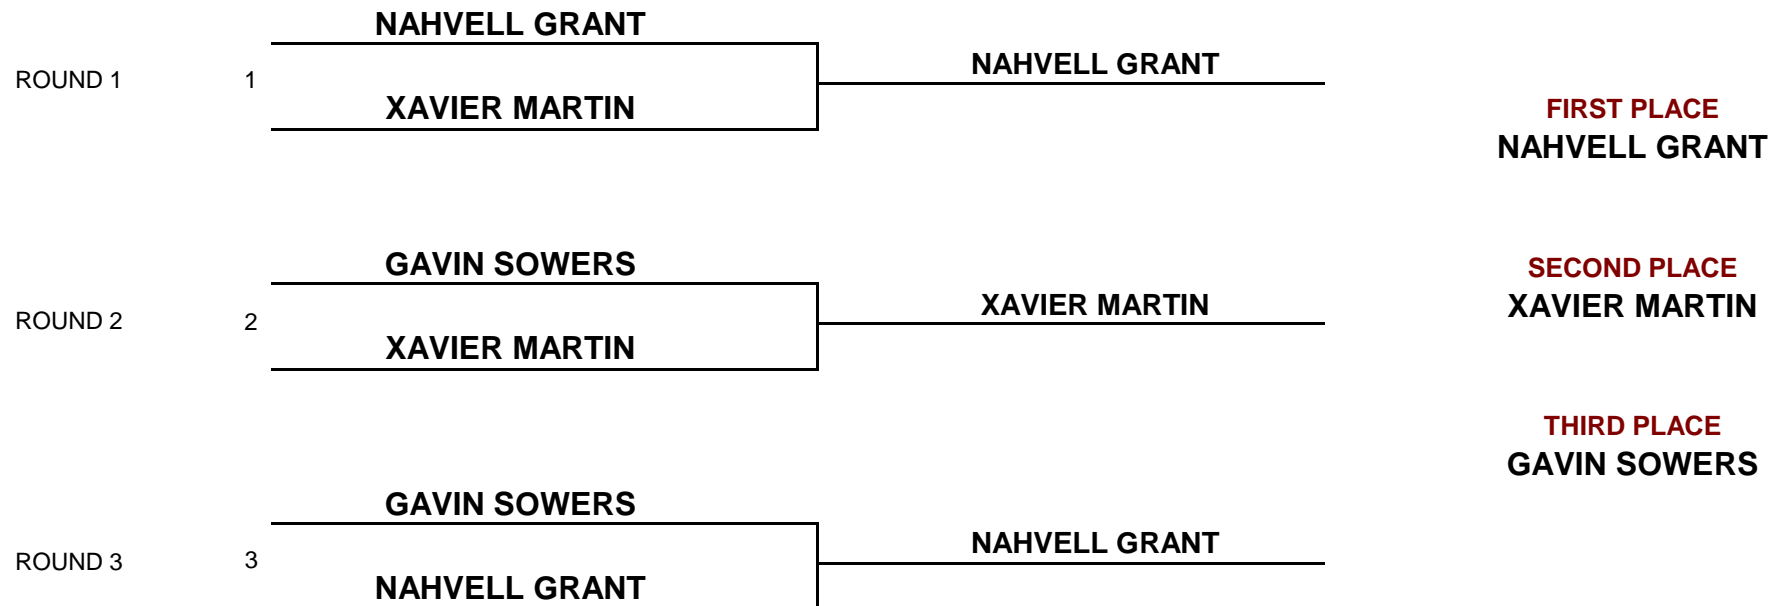 NAHVELL GRANT
ROUND 1
1
NAHVELL GRANT
XAVIER MARTIN
FIRST PLACE
NAHVELL GRANT
GAVIN SOWERS
SECOND PLACE
ROUND 2
2
XAVIER MARTIN
XAVIER MARTIN
XAVIER MARTIN
THIRD PLACE
GAVIN SOWERS
GAVIN SOWERS
ROUND 3
3
NAHVELL GRANT
NAHVELL GRANT